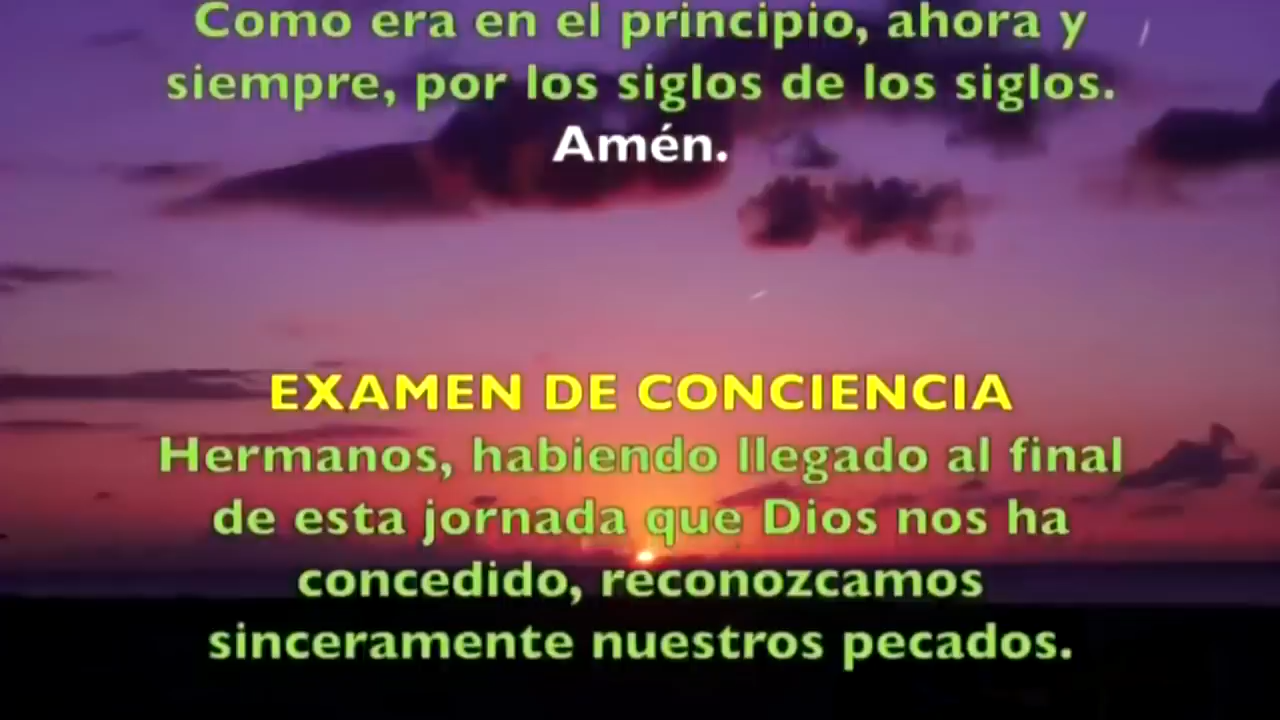 Como era en el principio, ahora y
siempre, por los siglos de los siglos.
Amén.
EXAMEN DE CONCIENCIA
Hermanos, habiendo llegado al final
de esta jornada que Dios nos ha
concedido, reconozcamos
sinceramente nuestros pecados.